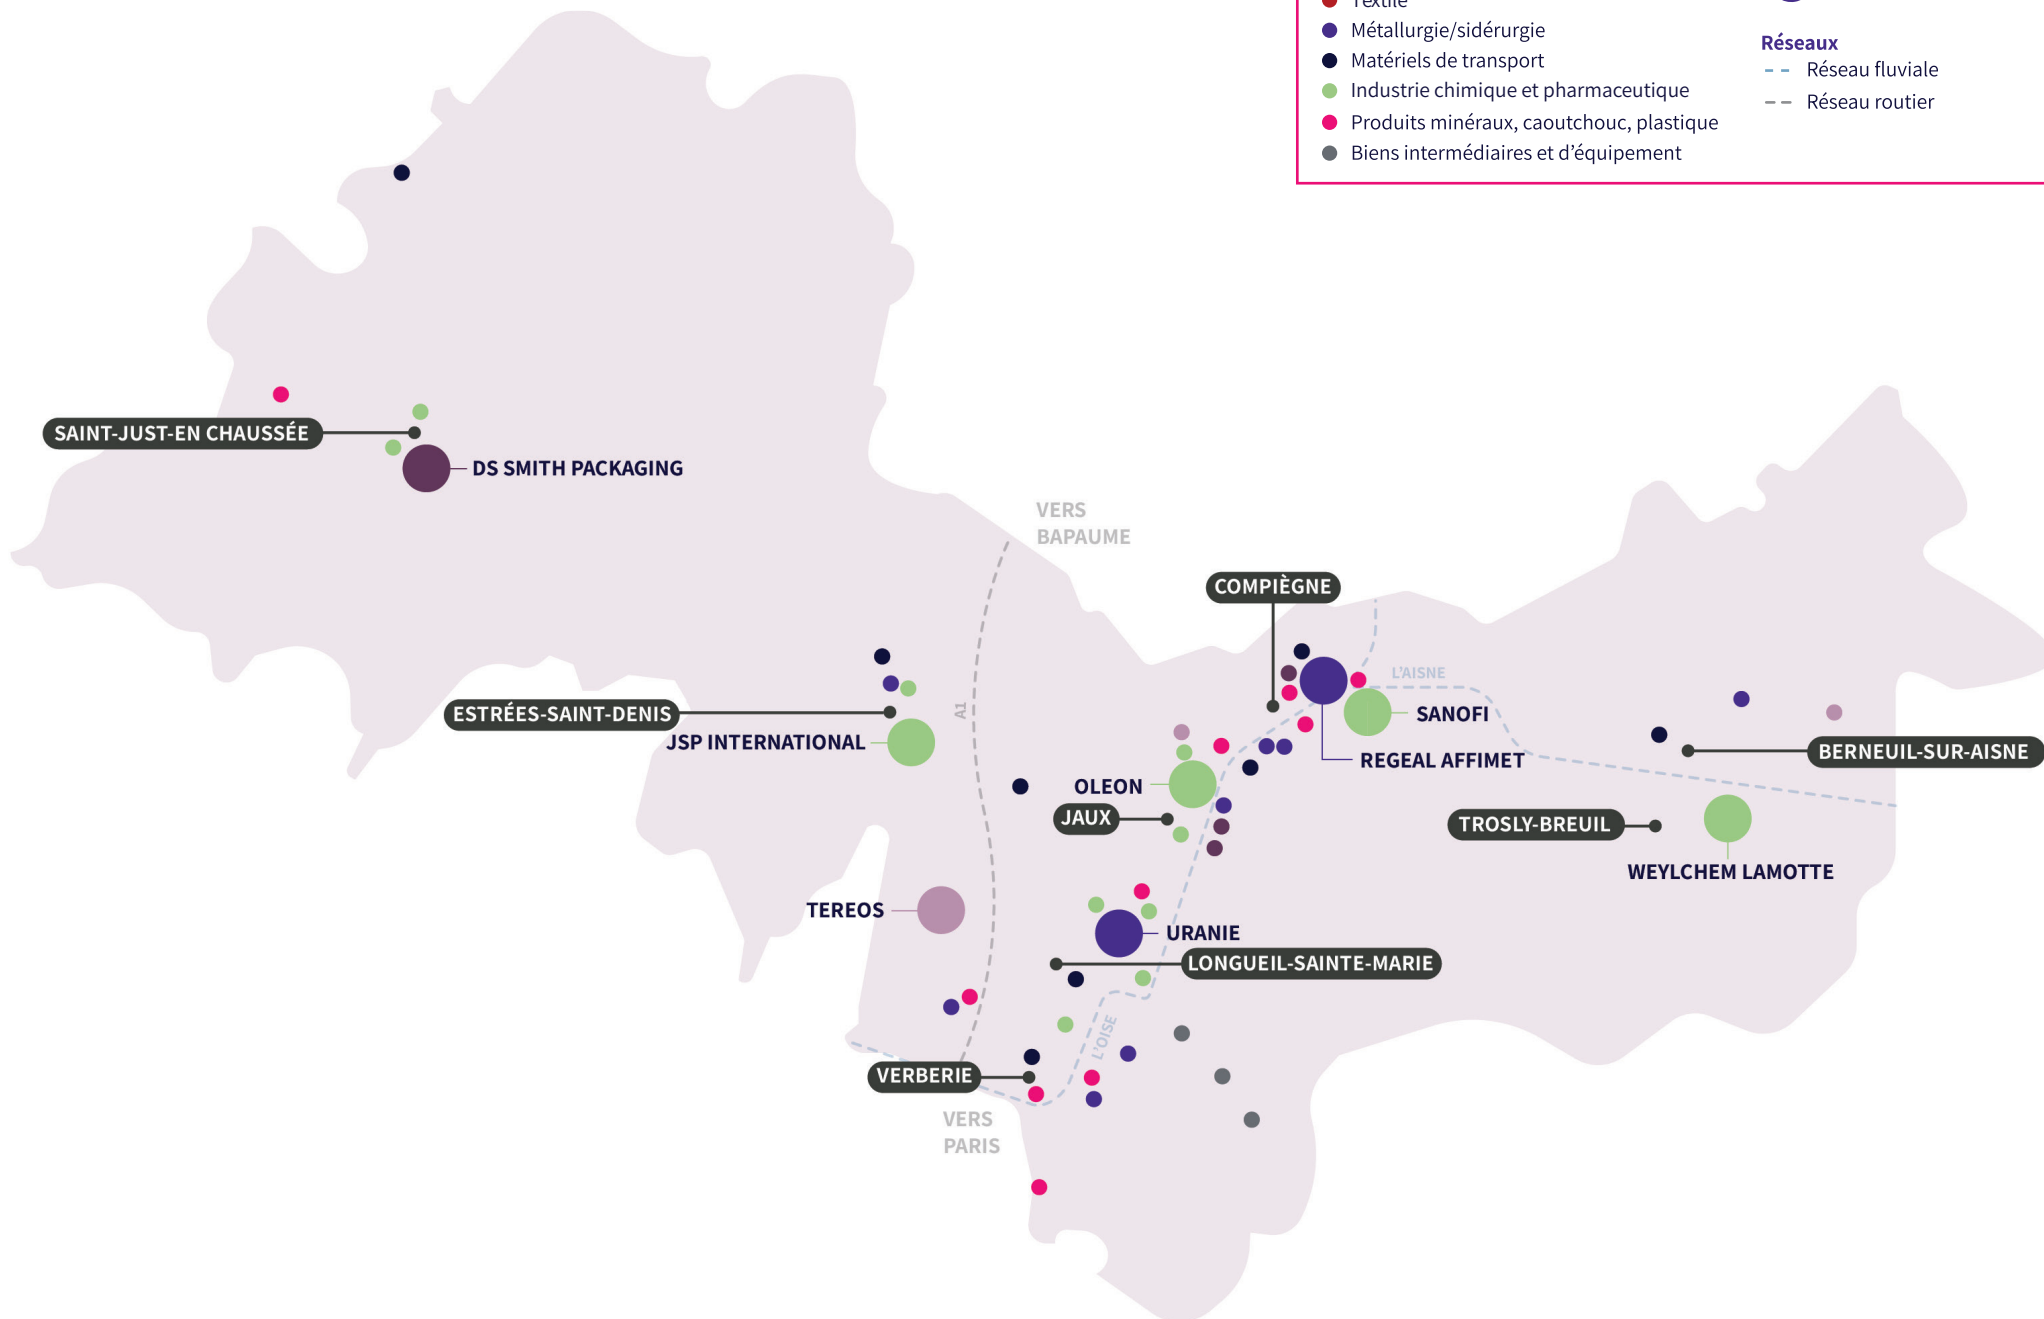 Textile
Métallurgie/sidérurgie
Matériels de transport
Industrie chimique et pharmaceutique
Produits minéraux, caoutchouc, plastique
Biens intermédiaires et d'équipement
Réseaux
Réseau fluviale
Réseau routier
SAINT-JUST-EN CHAUSSÉE
DS SMITH PACKAGING
VERS
BAPAUME
COMPIÈGNE
L'AISNE
A1
ESTRÉES-SAINT-DENIS
SANOFI
JSP INTERNATIONAL
REGEAL AFFIMET
BERNEUIL-SUR-AISNE
OLEON
JAUX
TROSLY-BREUIL
WEYLCHEM LAMOTTE
TEREOS
URANIE
LONGUEIL-SAINTE-MARIE
L'OISE
VERBERIE
VERS
PARIS